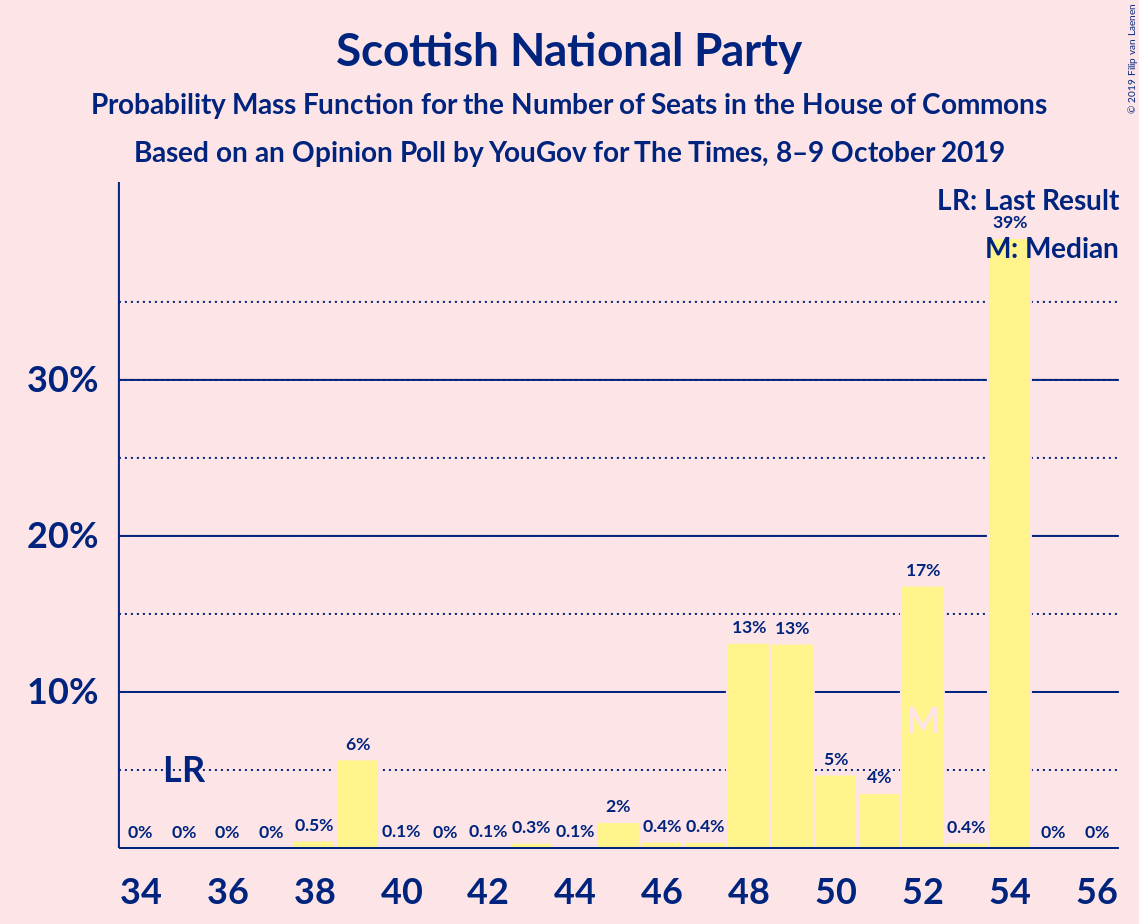 Scottish National Party
Probability Mass Function for the Number of Seats in the House of Commons
Based on an Opinion Poll by YouGov for The Times, 8–9 October 2019
© 2019 Filip van Laenen
LR: Last Result
39%
M: Median
30%
20%
17%
13% 13%
10%
M
6%
5%
LR
4%
2%
0% 0% 0% 0% 0.5% 0.1% 0% 0.1% 0.3% 0.1% 0.4% 0.4% 0.4% 0% 0%
34 36 38 40 42 44 46 48 50 52 54 56